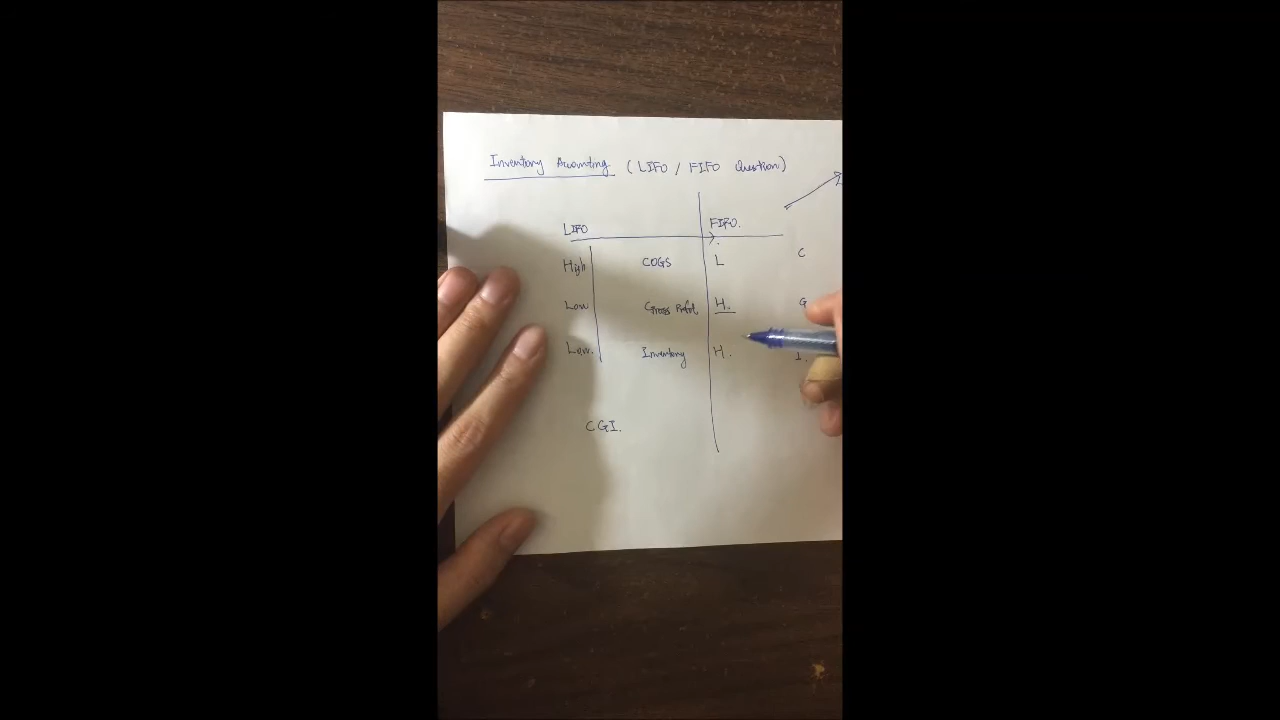 Inventory Accounting (LIFO / FIFO Question)
LIFO FIFO.
High COGS L C
Low Gross Profit H. G
Low. Inventory H. I.
CGI.